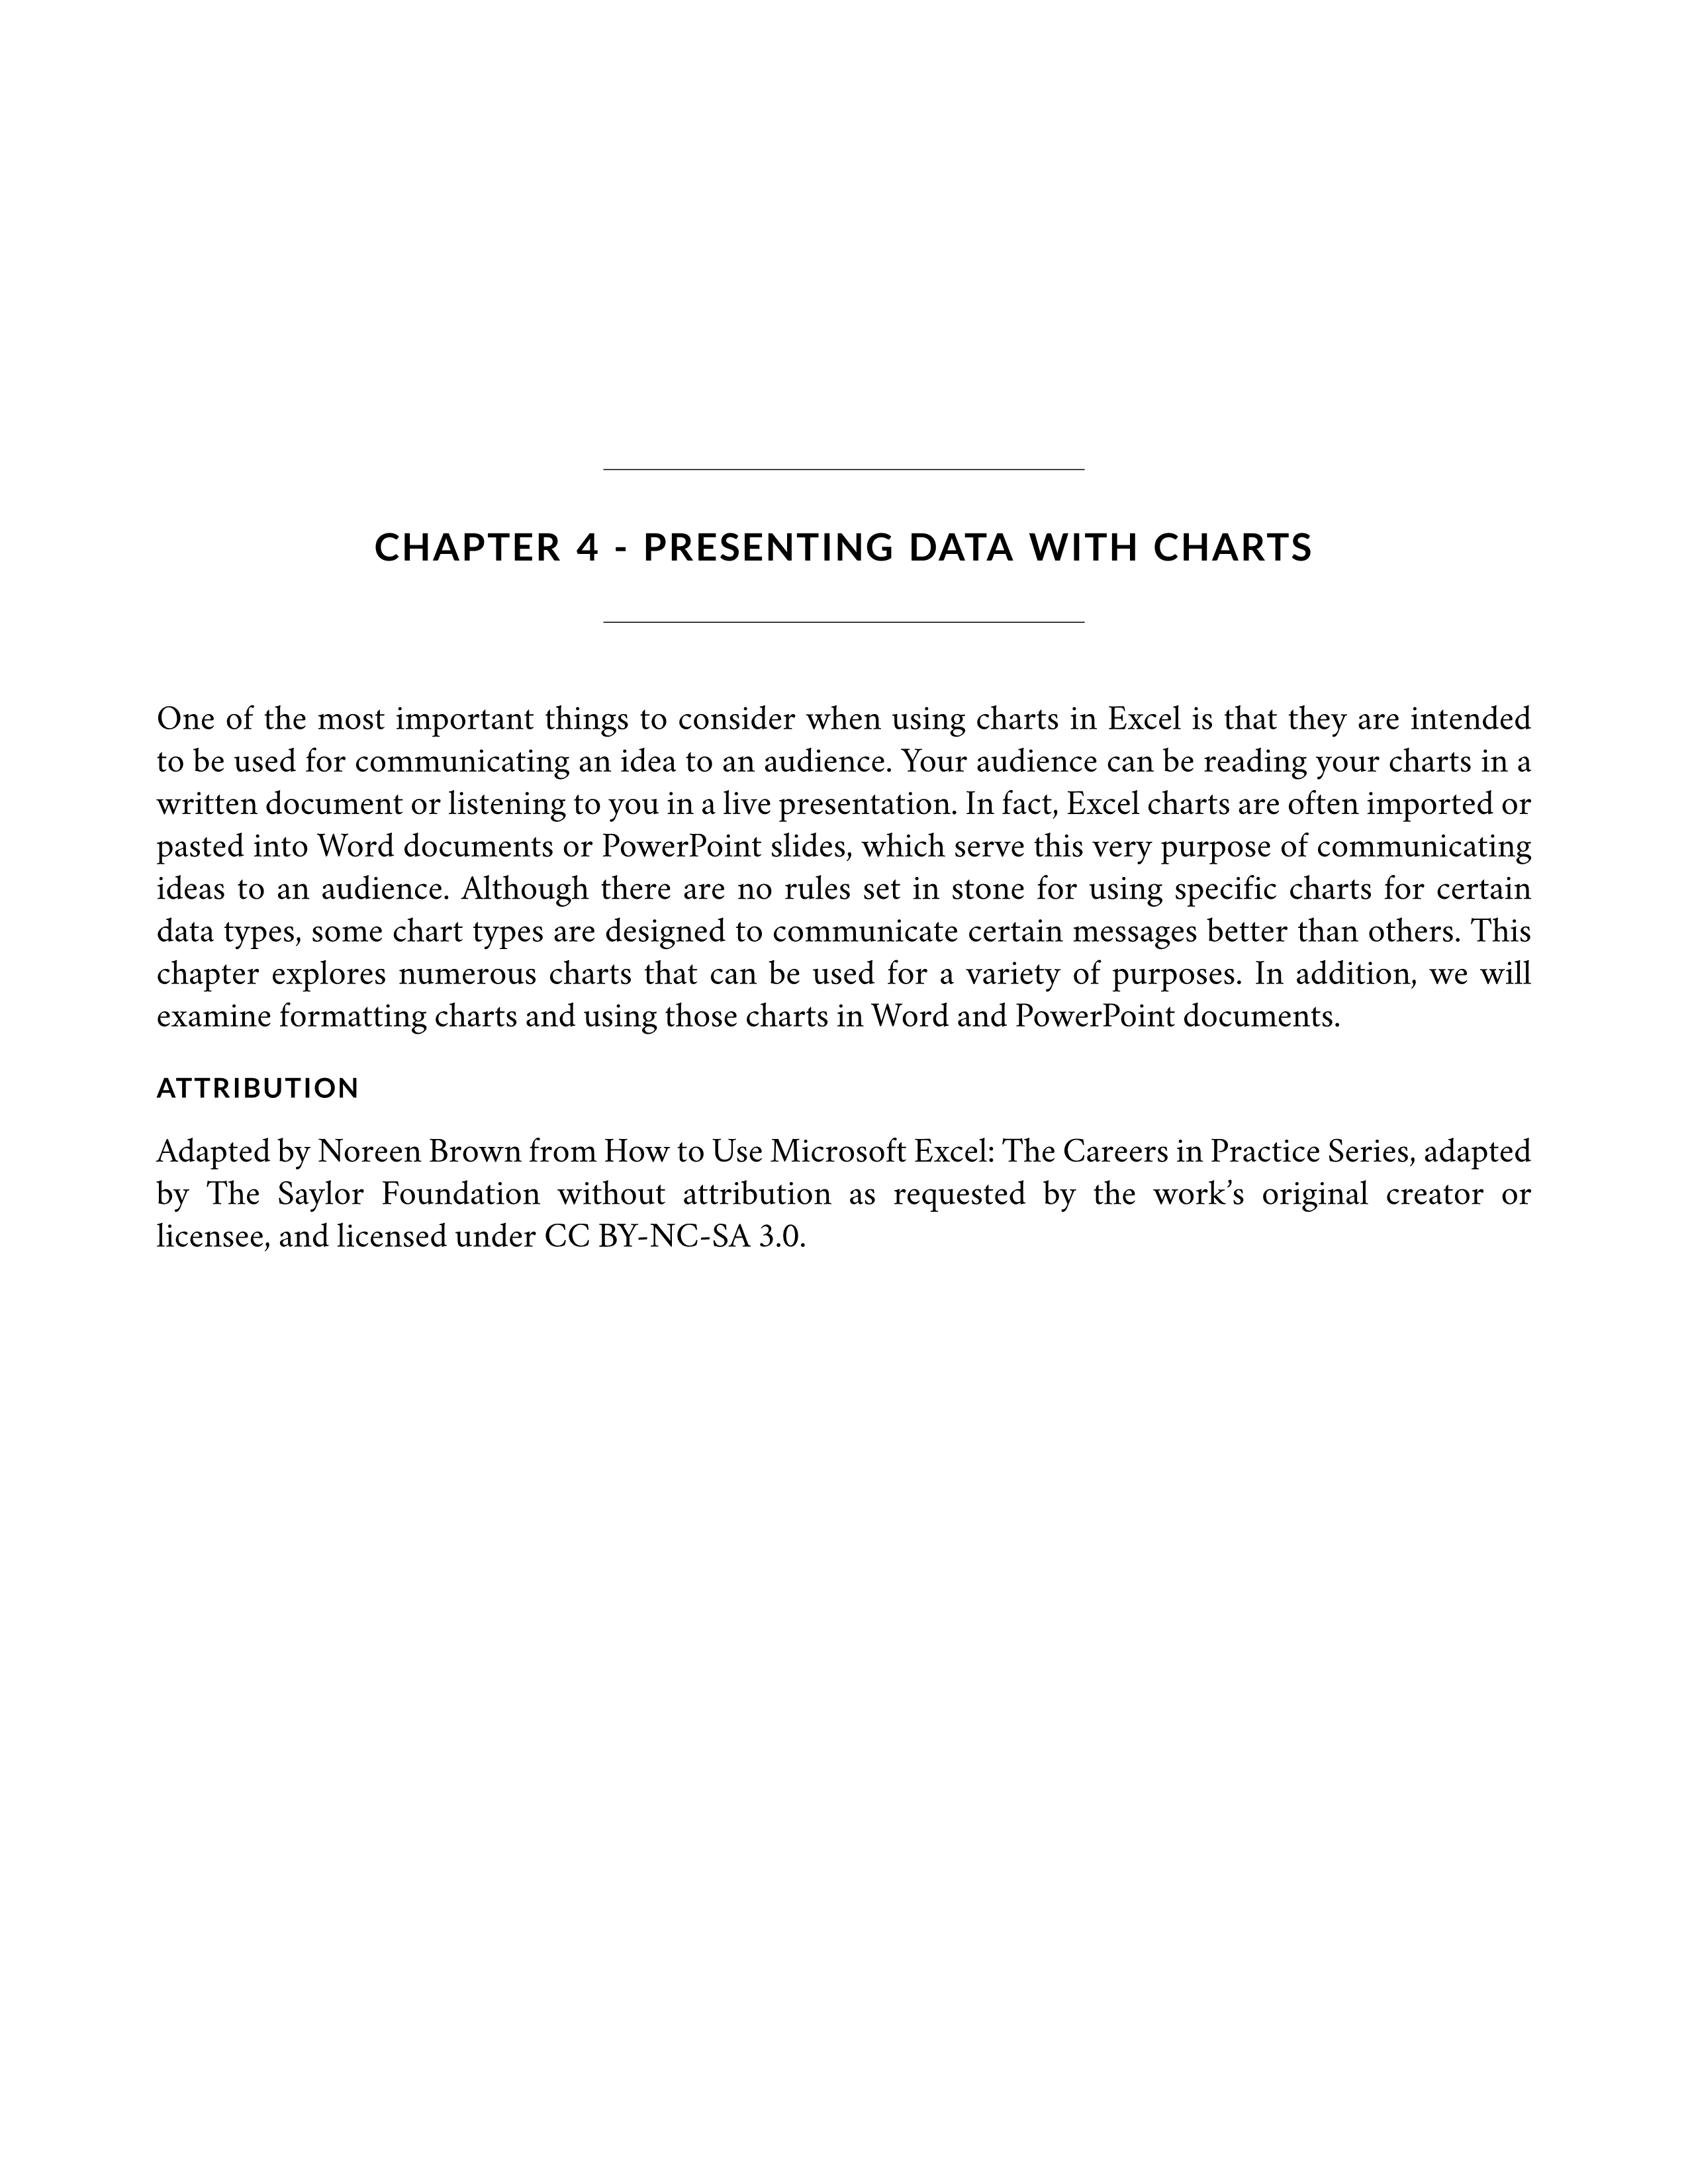 CHAPTER 4 - PRESENTING DATA WITH CHARTS
One of the most important things to consider when using charts in Excel is that they are intended
to be used for communicating an idea to an audience. Your audience can be reading your charts in a
written document or listening to you in a live presentation. In fact, Excel charts are often imported or
pasted into Word documents or PowerPoint slides, which serve this very purpose of communicating
ideas to an audience. Although there are no rules set in stone for using specific charts for certain
data types, some chart types are designed to communicate certain messages better than others. This
chapter explores numerous charts that can be used for a variety of purposes. In addition, we will
examine formatting charts and using those charts in Word and PowerPoint documents.
ATTRIBUTION
Adapted by Noreen Brown from How to Use Microsoft Excel: The Careers in Practice Series, adapted
by The Saylor Foundation without attribution as requested by the work’s original creator or
licensee, and licensed under CC BY-NC-SA 3.0.